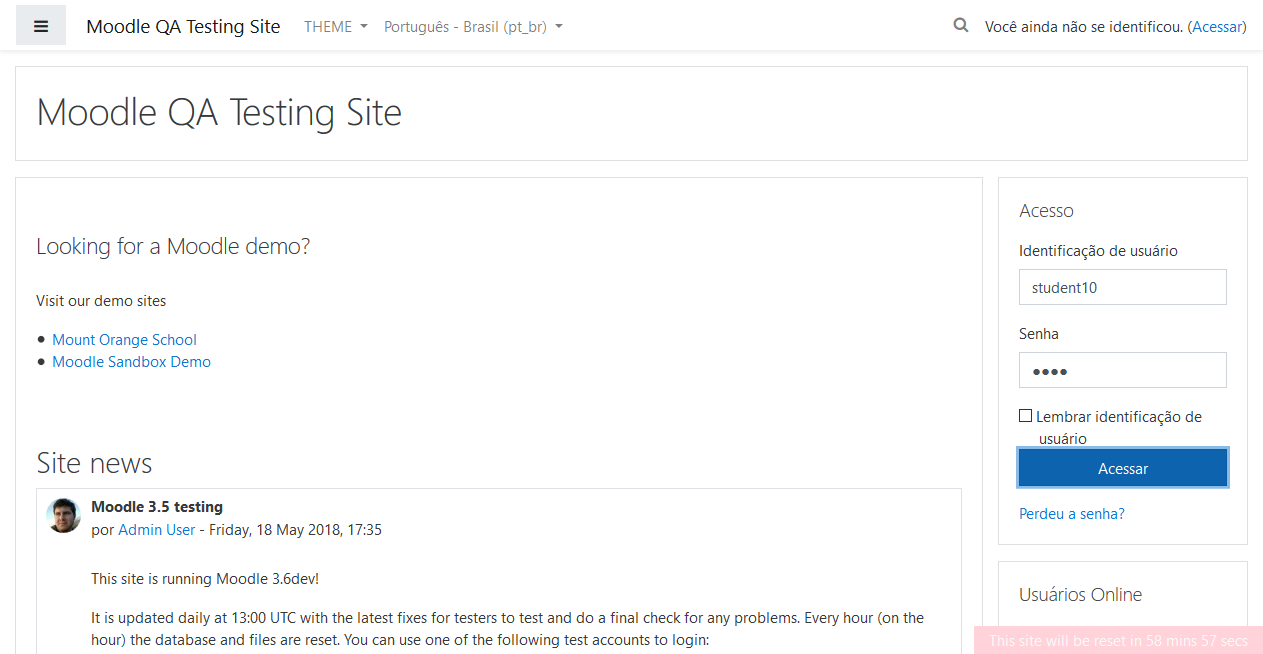 Moodle QA Testing Site THEME Português - Brasil (pt_br) Você ainda não se identificou. (Acessar)
Moodle QA Testing Site
Looking for a Moodle demo?
Visit our demo sites
Mount Orange School
Moodle Sandbox Demo
Site news
Moodle 3.5 testing
por Admin User - Friday, 18 May 2018, 17:35
This site is running Moodle 3.6dev!
It is updated daily at 13:00 UTC with the latest fixes for testers to test and do a final check for any problems. Every hour (on the
hour) the database and files are reset. You can use one of the following test accounts to login:
Acesso
Identificação de usuário
student10
Senha
••••
Lembrar identificação de
usuário
Acessar
Perdeu a senha?
Usuários Online
This site will be reset in 58 mins 57 secs